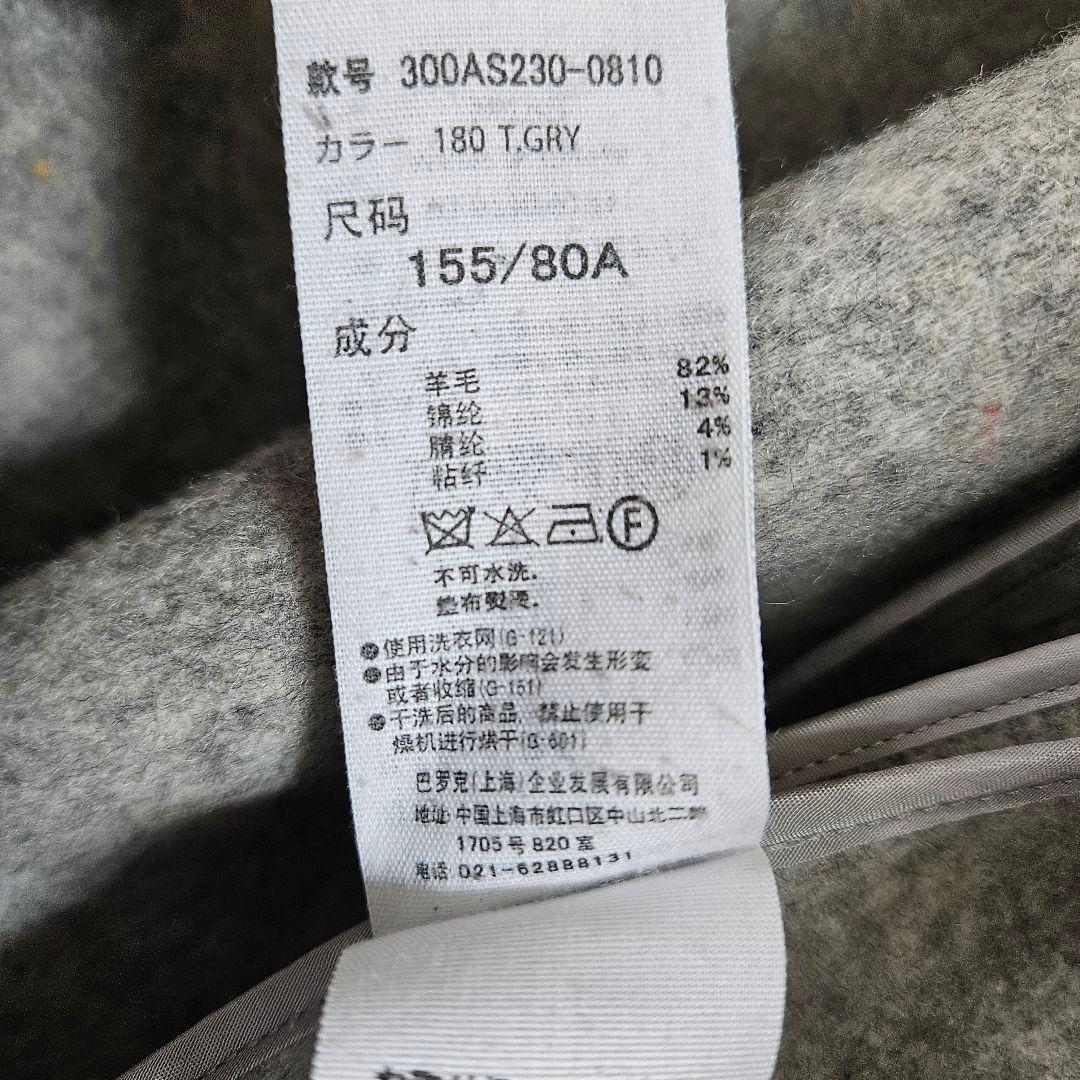 款号 300AS230-0810
カラー 180 T.GRY
尺码
155/80A
成分
羊毛 82%
锦纶 13%
腈纶 4%
粘纤 1%
F
不可水洗.
垫布熨烫.
使用洗衣网(G-121)
由于水分的影响会发生形变
或者收缩(G-151)
干洗后的商品, 禁止使用干
燥机进行烘干(G-601)
巴罗克(上海)企业发展有限公司
地址: 中国上海市虹口区中山北二路
1705号820室
电话: 021-62888131